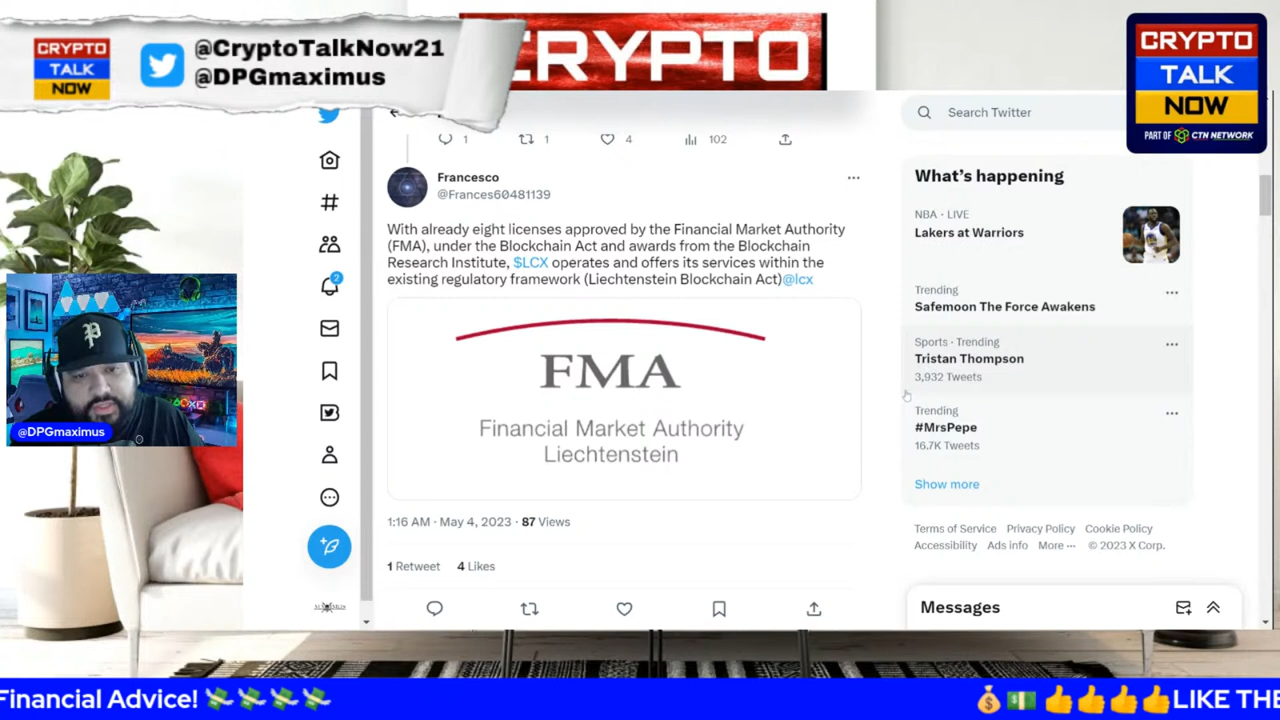 CRYPTO
TALK
NOW
@CryptoTalkNow21
@DPGmaximus
CRYPTO
CRYPTO
TALK
NOW
PART OF CTN NETWORK
1
1
4
102
Search Twitter
Francesco
@Frances60481139
With already eight licenses approved by the Financial Market Authority
(FMA), under the Blockchain Act and awards from the Blockchain
Research Institute, $LCX operates and offers its services within the
existing regulatory framework (Liechtenstein Blockchain Act)@lcx
FMA
Financial Market Authority
Liechtenstein
1:16 AM · May 4, 2023 · 87 Views
1 Retweet 4 Likes
What's happening
NBA · LIVE
Lakers at Warriors
Trending
Safemoon The Force Awakens
Sports · Trending
Tristan Thompson
3,932 Tweets
Trending
#MrsPepe
16.7K Tweets
Show more
Terms of Service Privacy Policy Cookie Policy
Accessibility Ads info More ··· © 2023 X Corp.
Messages
2
P
@DPGmaximus
Financial Advice! 💸💸💸💸
💰💵👍👍👍👍LIKE THE